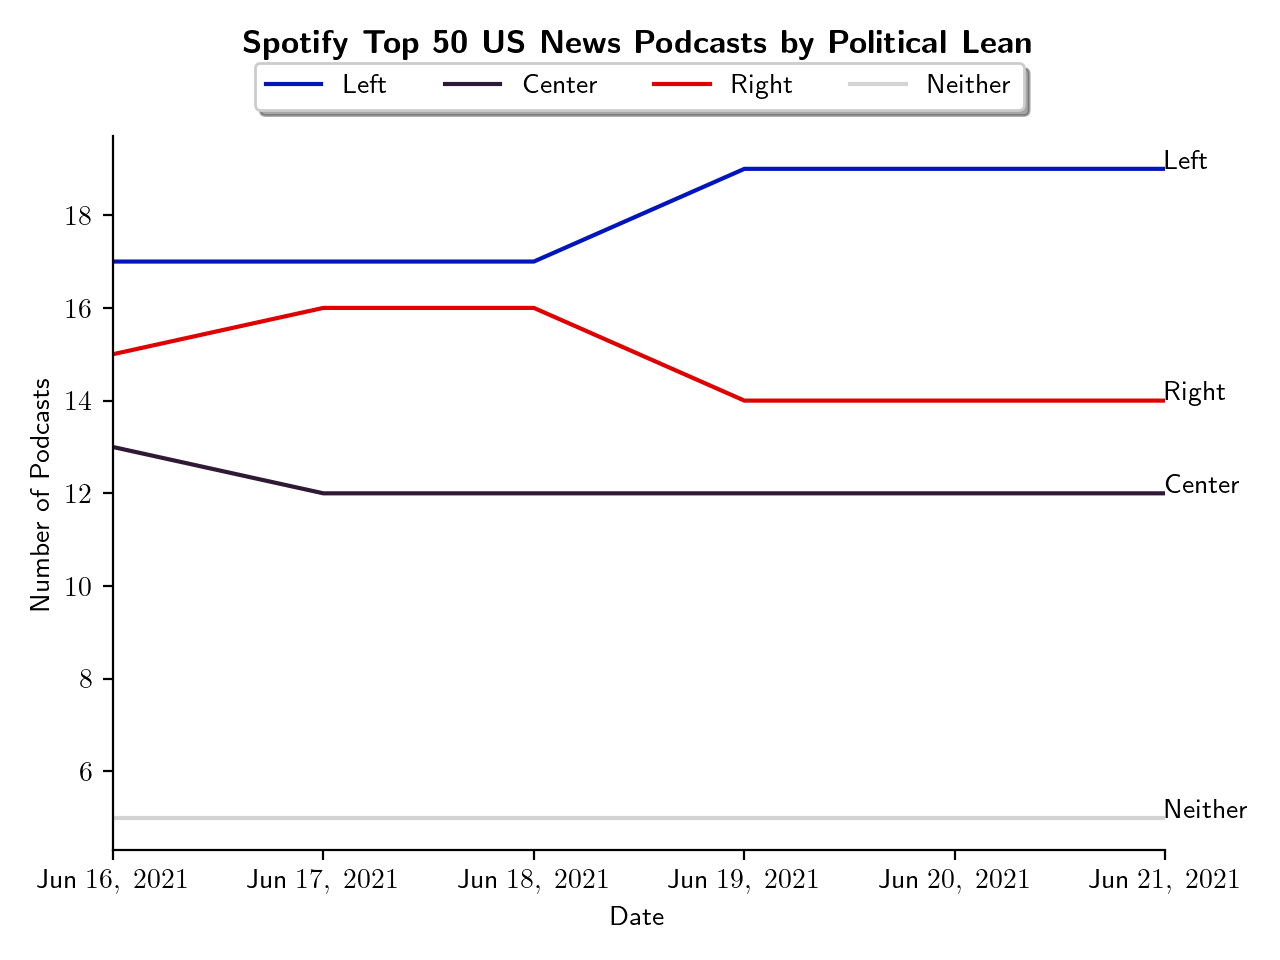 Spotify Top 50 US News Podcasts by Political Lean
Left Center Right Neither
Left
18
16
Right
14
Number of Podcasts
Center
12
10
8
6
Neither
Jun 16, 2021 Jun 17, 2021 Jun 18, 2021 Jun 19, 2021 Jun 20, 2021 Jun 21, 2021
Date